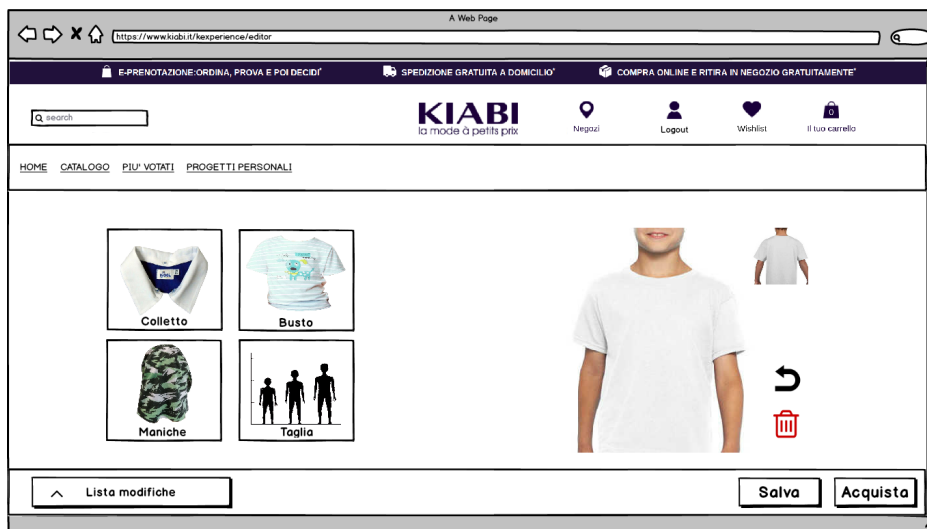 A Web Page
https://www.kiabi.it/kexperience/editor
E-PRENOTAZIONE:ORDINA, PROVA E POI DECIDI*
SPEDIZIONE GRATUITA A DOMICILIO*
COMPRA ONLINE E RITIRA IN NEGOZIO GRATUITAMENTE*
search
KIABI
la mode à petits prix
Negozi
Logout
Wishlist
0
Il tuo carrello
HOME CATALOGO PIU' VOTATI PROGETTI PERSONALI
Colletto
Busto
Maniche
Taglia
Lista modifiche
Salva
Acquista